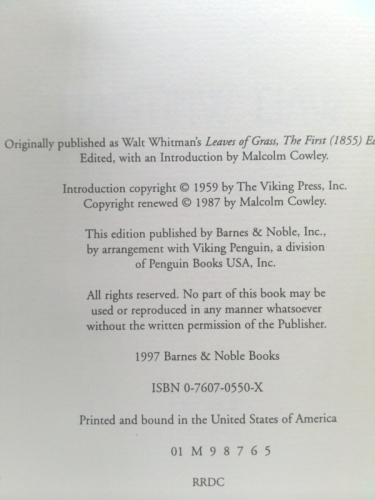 Originally published as Walt Whitman's Leaves of Grass, The First (1855)
Edited, with an Introduction by Malcolm Cowley.
Introduction copyright © 1959 by The Viking Press, Inc.
Copyright renewed © 1987 by Malcolm Cowley.
This edition published by Barnes & Noble, Inc.,
by arrangement with Viking Penguin, a division
of Penguin Books USA, Inc.
All rights reserved. No part of this book may be
used or reproduced in any manner whatsoever
without the written permission of the Publisher.
1997 Barnes & Noble Books
ISBN 0-7607-0550-X
Printed and bound in the United States of America
01 M 9 8 7 6 5
RRDC